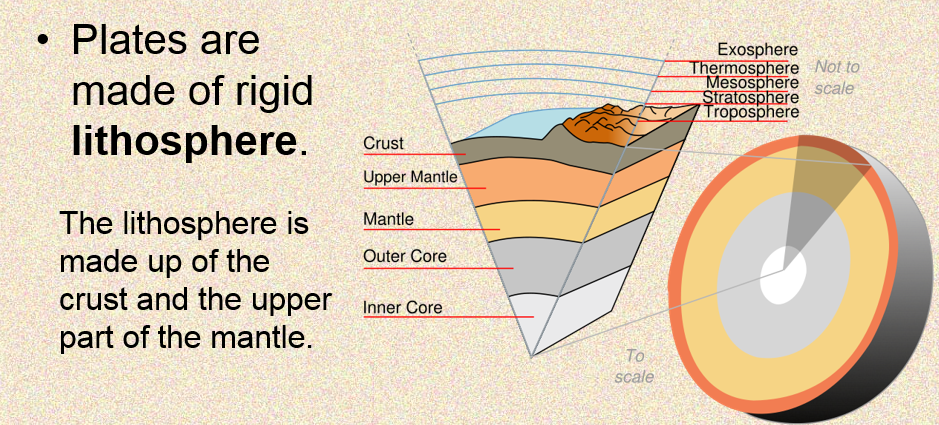 • Plates are
made of rigid
lithosphere.
The lithosphere is
made up of the
crust and the upper
part of the mantle.
Exosphere
Thermosphere
Mesosphere
Stratosphere
Troposphere
Not to
scale
Crust
Upper Mantle
Mantle
Outer Core
Inner Core
To
scale